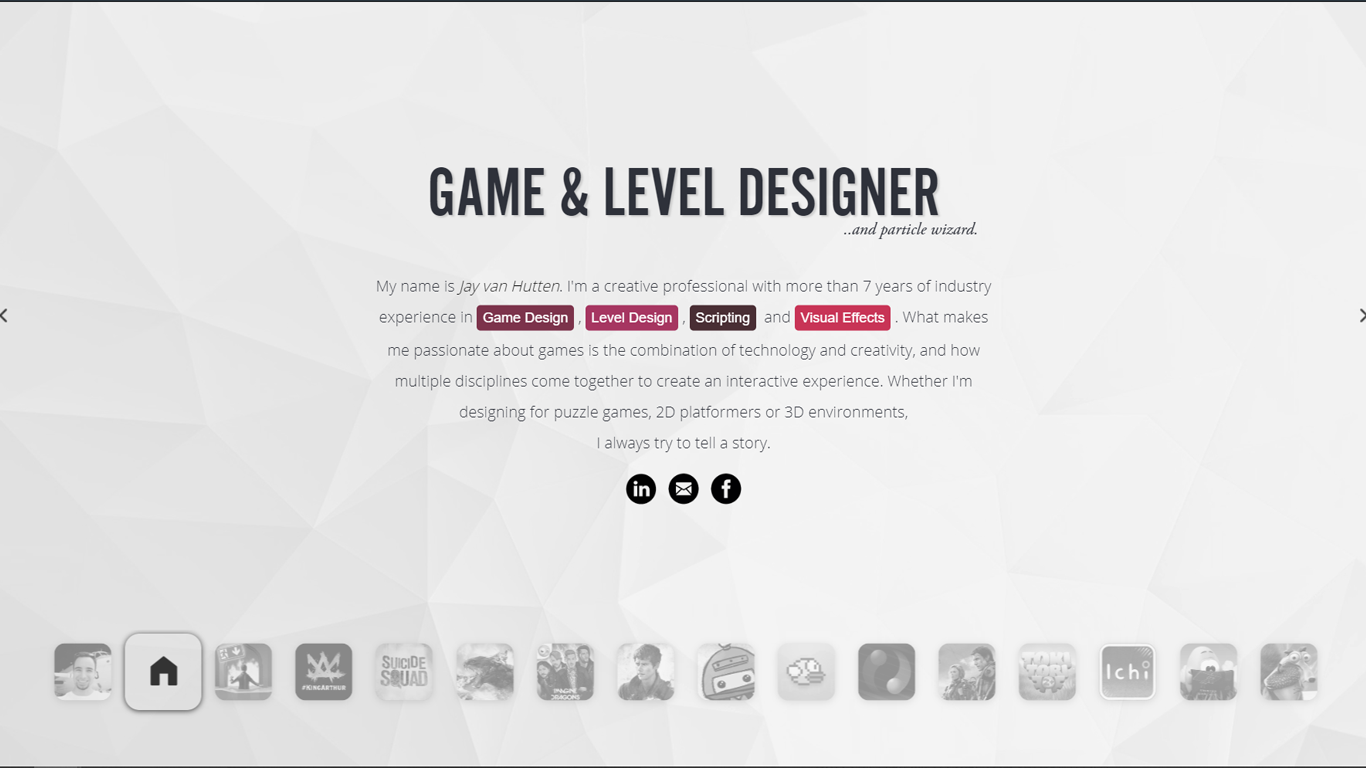 GAME & LEVEL DESIGNER
..and particle wizard.
My name is Jay van Hutten. I'm a creative professional with more than 7 years of industry
experience in Game Design , Level Design , Scripting and Visual Effects . What makes
me passionate about games is the combination of technology and creativity, and how
multiple disciplines come together to create an interactive experience. Whether I'm
designing for puzzle games, 2D platformers or 3D environments,
I always try to tell a story.
in
f
#KINGARTHUR
SUICIDE
SQUAD
IMAGINE
DRAGONS
Ichi